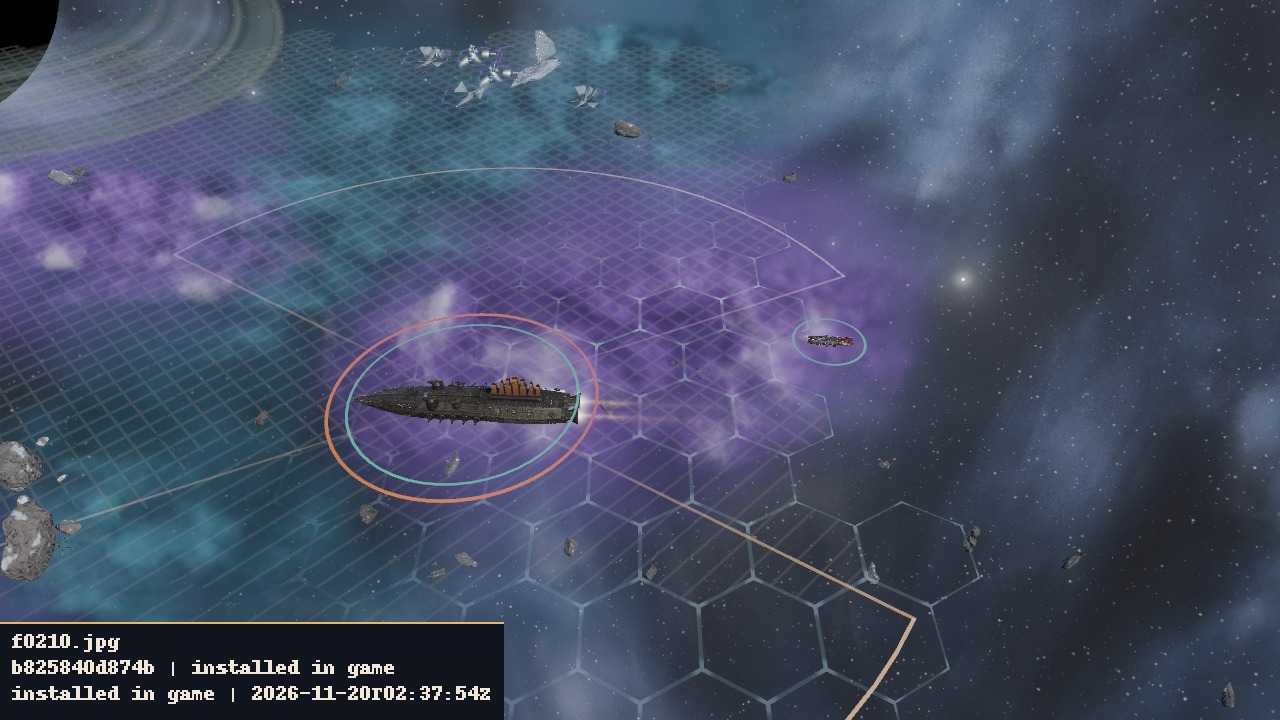 f0210.jpg
b825840d874b | installed in game
installed in game | 2026-11-20T02:37:54Z